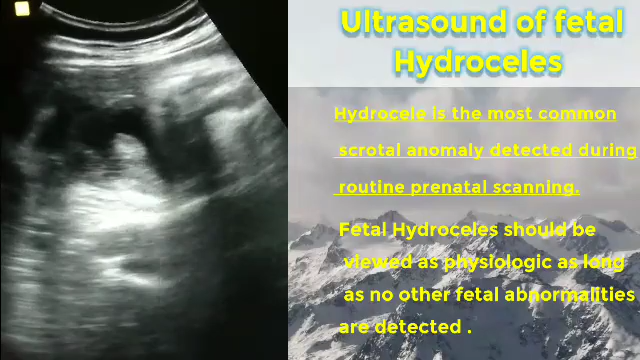 Ultrasound of fetal
Hydroceles
Hydrocele is the most common
scrotal anomaly detected during
routine prenatal scanning.
Fetal Hydroceles should be
viewed as physiologic as long
as no other fetal abnormalities
are detected .